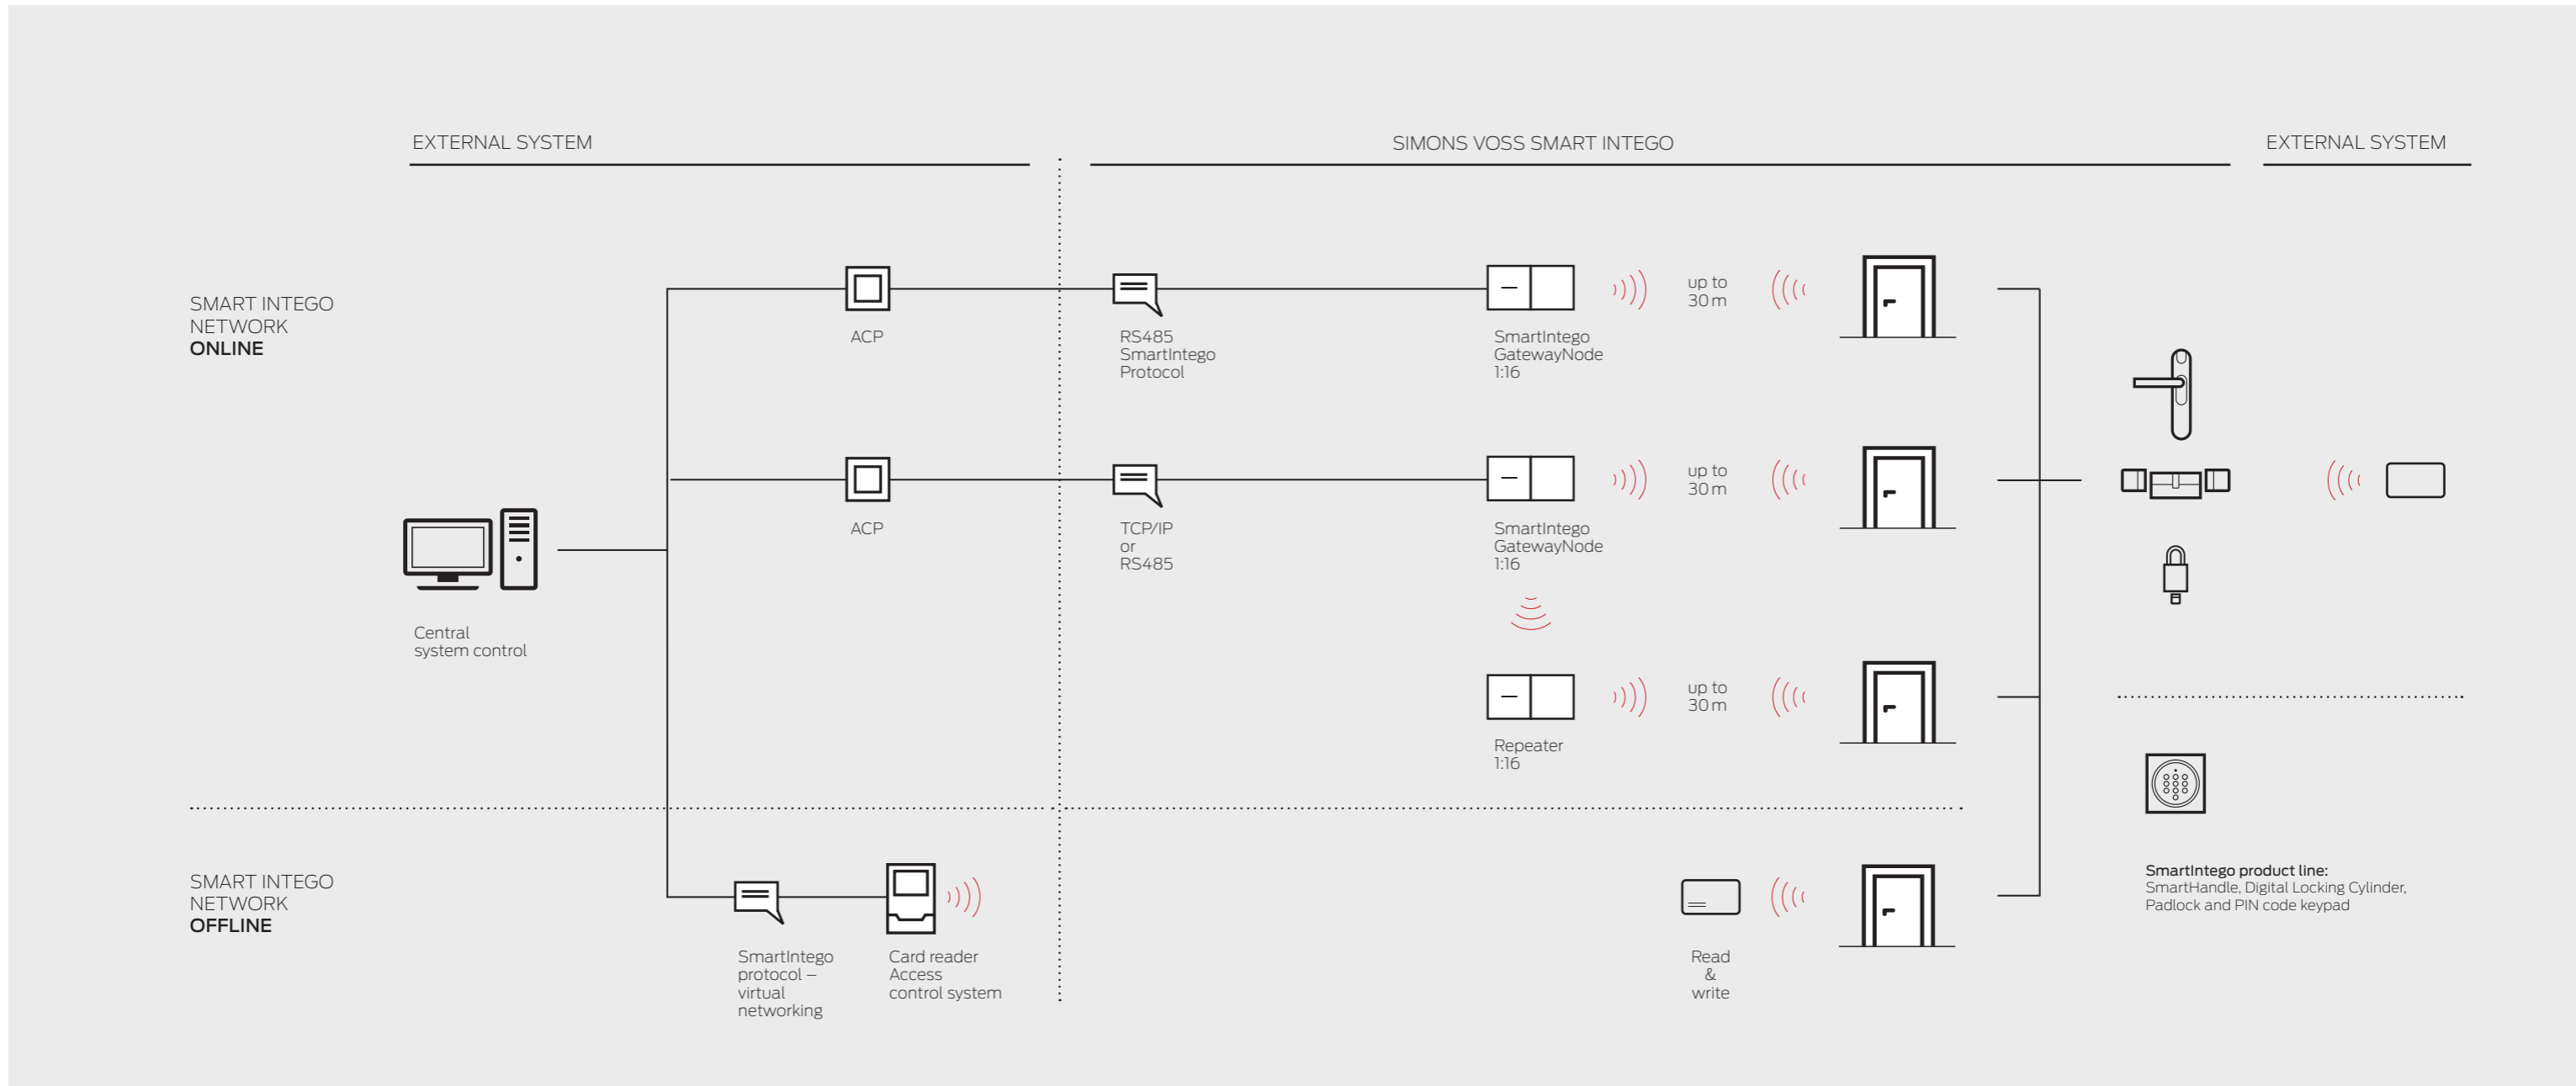 EXTERNAL SYSTEM
SIMONS VOSS SMART INTEGO
EXTERNAL SYSTEM
SMART INTEGO
NETWORK
ONLINE
ACP
RS485
SmartIntego
Protocol
SmartIntego
GatewayNode
1:16
up to
30 m
ACP
TCP/IP
or
RS485
SmartIntego
GatewayNode
1:16
up to
30 m
Central
system control
Repeater
1:16
up to
30 m
SMART INTEGO
NETWORK
OFFLINE
SmartIntego
protocol –
virtual
networking
Card reader
Access
control system
Read
&
write
SmartIntego product line:
SmartHandle, Digital Locking Cylinder,
Padlock and PIN code keypad